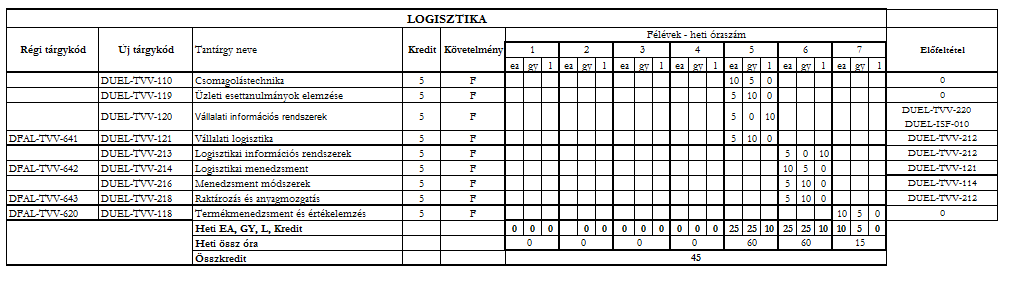 LOGISZTIKA
Régi tárgykód Új tárgykód Tantárgy neve Kredit Követelmény Félévek - heti óraszám Előfeltétel
1 2 3 4 5 6 7
ea gy l ea gy l ea gy l ea gy l ea gy l ea gy l ea gy l
DUEL-TVV-110 Csomagolástechnika 5 F 10 5 0 0
DUEL-TVV-119 Üzleti esettanulmányok elemzése 5 F 5 10 0 0
DUEL-TVV-120 Vállalati információs rendszerek 5 F 5 0 10 DUEL-TVV-220
DUEL-ISF-010
DFAL-TVV-641 DUEL-TVV-121 Vállalati logisztika 5 F 5 10 0 DUEL-TVV-212
DUEL-TVV-213 Logisztikai információs rendszerek 5 F 5 0 10 DUEL-TVV-212
DFAL-TVV-642 DUEL-TVV-214 Logisztikai menedzsment 5 F 10 5 0 DUEL-TVV-121
DUEL-TVV-216 Menedzsment módszerek 5 F 5 10 0 DUEL-TVV-114
DFAL-TVV-643 DUEL-TVV-218 Raktározás és anyagmozgatás 5 F 5 10 0 DUEL-TVV-212
DFAL-TVV-620 DUEL-TVV-118 Termékmenedzsment és értékelemzés 5 F 10 5 0 0
Heti EA, GY, L, Kredit 0 0 0 0 0 0 0 0 0 0 0 25 25 10 25 25 10 10 5 0
Heti össz óra 0 0 0 0 60 60 15
Összkredit 45